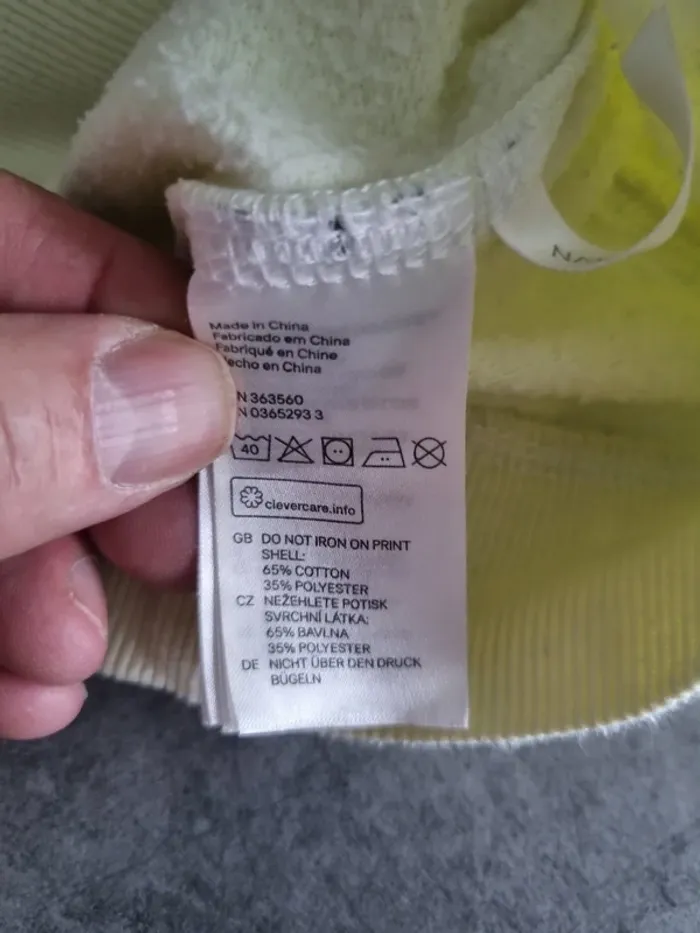 Made in China
Fabricado em China
Fabriqué en Chine
Hecho en China
N 363560
N 0365293 3
40
clevercare.info
GB DO NOT IRON ON PRINT
SHELL:
65% COTTON
35% POLYESTER
CZ NEŽEHLETE POTISK
SVRCHNÍ LÁTKA:
65% BAVLNA
35% POLYESTER
DE NICHT ÜBER DEN DRUCK
BÜGELN